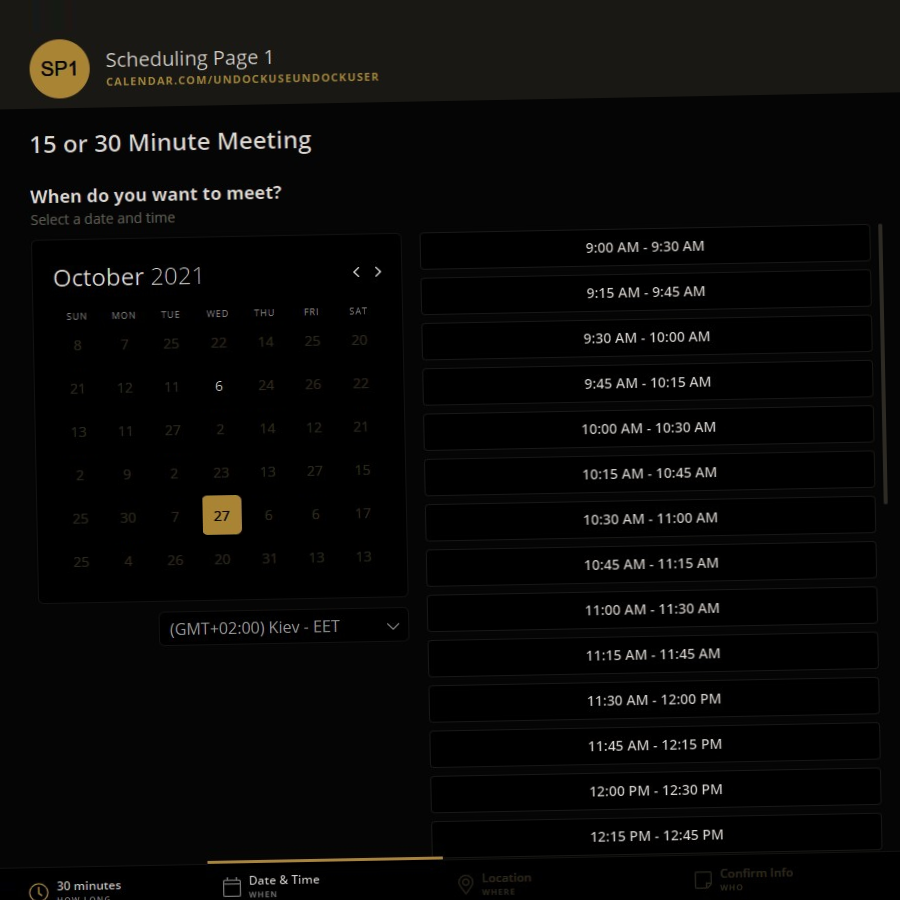 SP1
Scheduling Page 1
CALENDAR.COM/UNDOCKUSEUNDOCKUSER
15 or 30 Minute Meeting
When do you want to meet?
Select a date and time
October 2021
SUN MON TUE WED THU FRI SAT
8 7 25 22 14 25 20
21 12 11 6 24 26 22
13 11 27 2 14 12 21
2 9 2 23 13 27 15
25 30 7 27 6 6 17
25 4 26 20 31 13 13
(GMT+02:00) Kiev - EET
9:00 AM - 9:30 AM
9:15 AM - 9:45 AM
9:30 AM - 10:00 AM
9:45 AM - 10:15 AM
10:00 AM - 10:30 AM
10:15 AM - 10:45 AM
10:30 AM - 11:00 AM
10:45 AM - 11:15 AM
11:00 AM - 11:30 AM
11:15 AM - 11:45 AM
11:30 AM - 12:00 PM
11:45 AM - 12:15 PM
12:00 PM - 12:30 PM
12:15 PM - 12:45 PM
30 minutes
HOW LONG
Date & Time
WHEN
Location
WHERE
Confirm Info
WHO